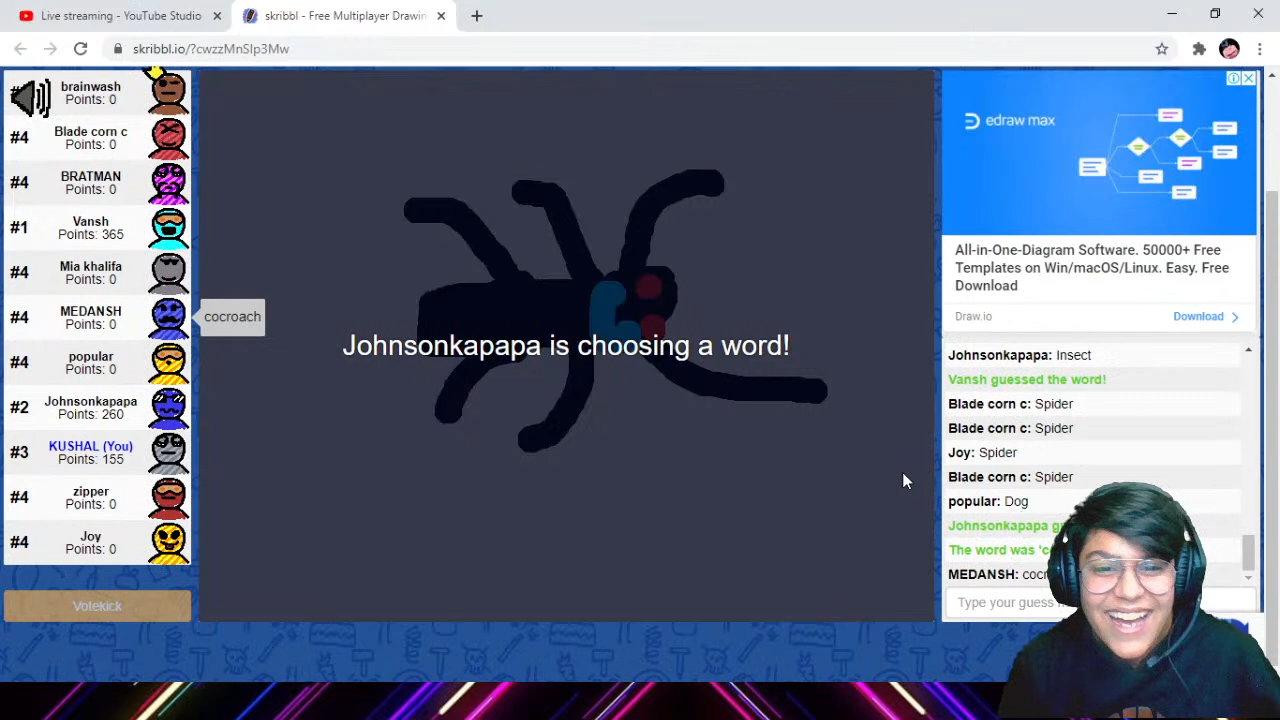 Live streaming - YouTube Studio
skribbl - Free Multiplayer Drawin
skribbl.io/?cwzzMnSlp3Mw
brainwash
Points: 0
#4 Blade corn c
Points: 0
#4 BRATMAN
Points: 0
#1 Vansh
Points: 365
#4 Mia khalifa
Points: 0
#4 MEDANSH
Points: 0
#4 popular
Points: 0
#2 Johnsonkapapa
Points: 260
#3 KUSHAL (You)
Points: 155
#4 zipper
Points: 0
#4 Joy
Points: 0
Votekick
cocroach
Johnsonkapapa is choosing a word!
edraw max
All-in-One-Diagram Software. 50000+ Free
Templates on Win/macOS/Linux. Easy. Free
Download
Draw.io
Download
Johnsonkapapa: Insect
Vansh guessed the word!
Blade corn c: Spider
Blade corn c: Spider
Joy: Spider
Blade corn c: Spider
popular: Dog
Johnsonkapapa
The word was
MEDANSH:
Type your guess